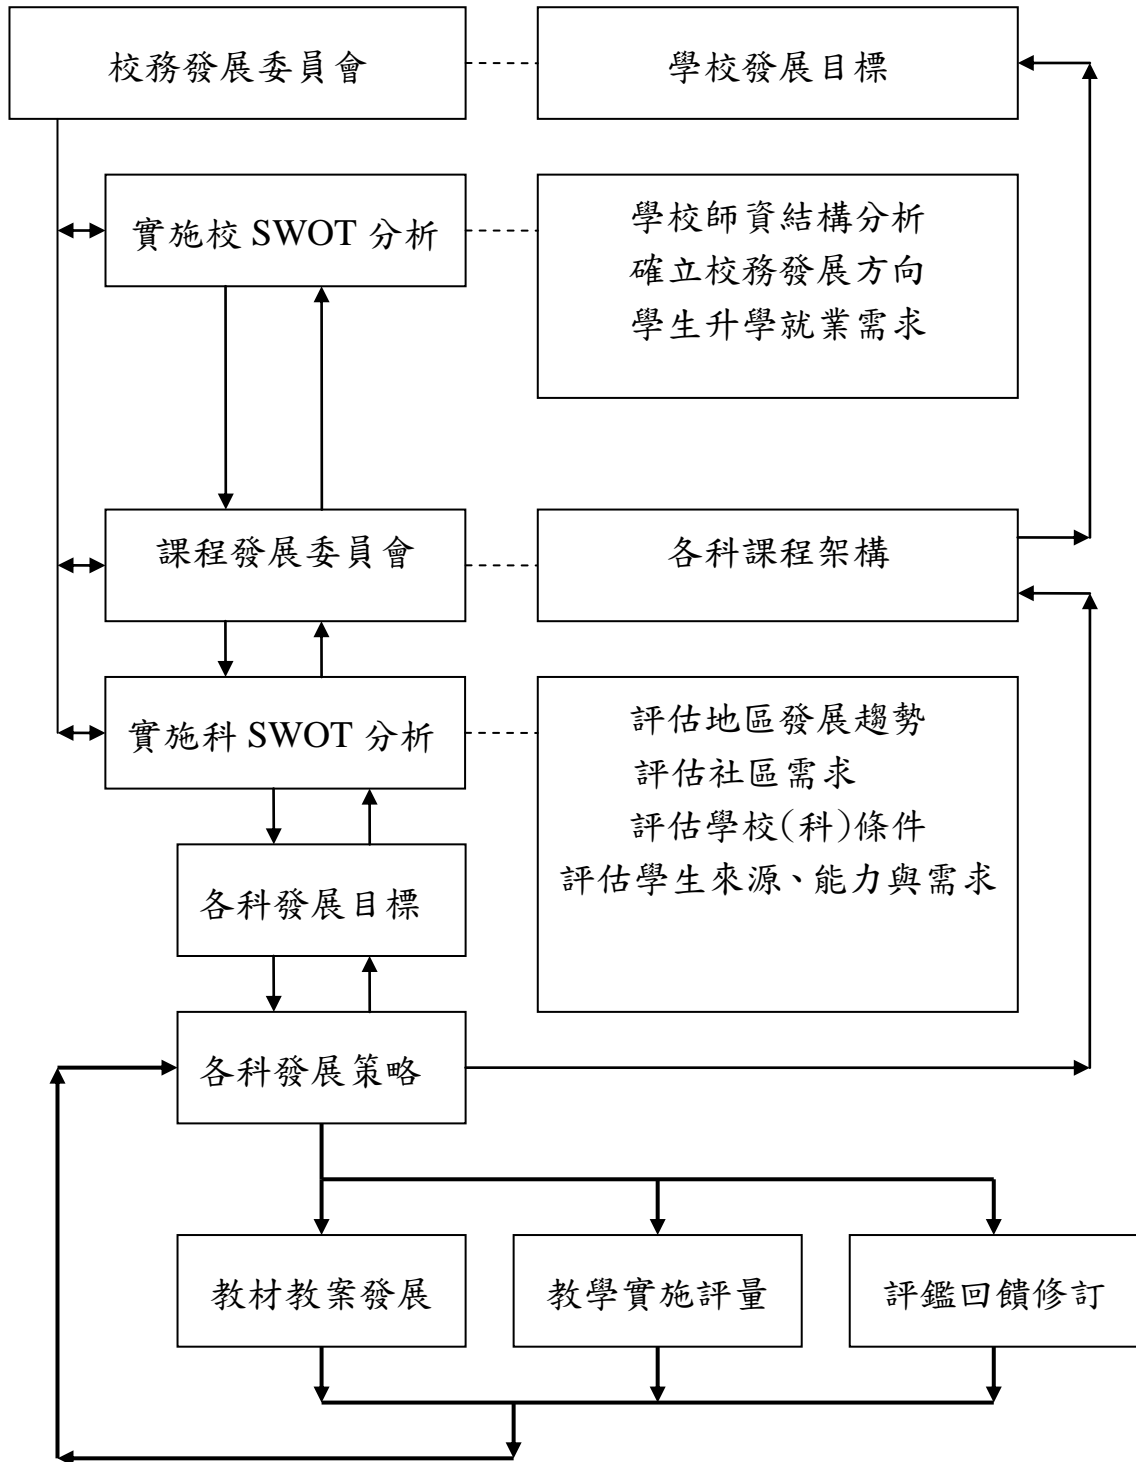 校務發展委員會
學校發展目標
實施校 SWOT 分析
學校師資結構分析
確立校務發展方向
學生升學就業需求
課程發展委員會
各科課程架構
實施科 SWOT 分析
評估地區發展趨勢
評估社區需求
評估學校(科)條件
評估學生來源、能力與需求
各科發展目標
各科發展策略
教材教案發展
教學實施評量
評鑑回饋修訂